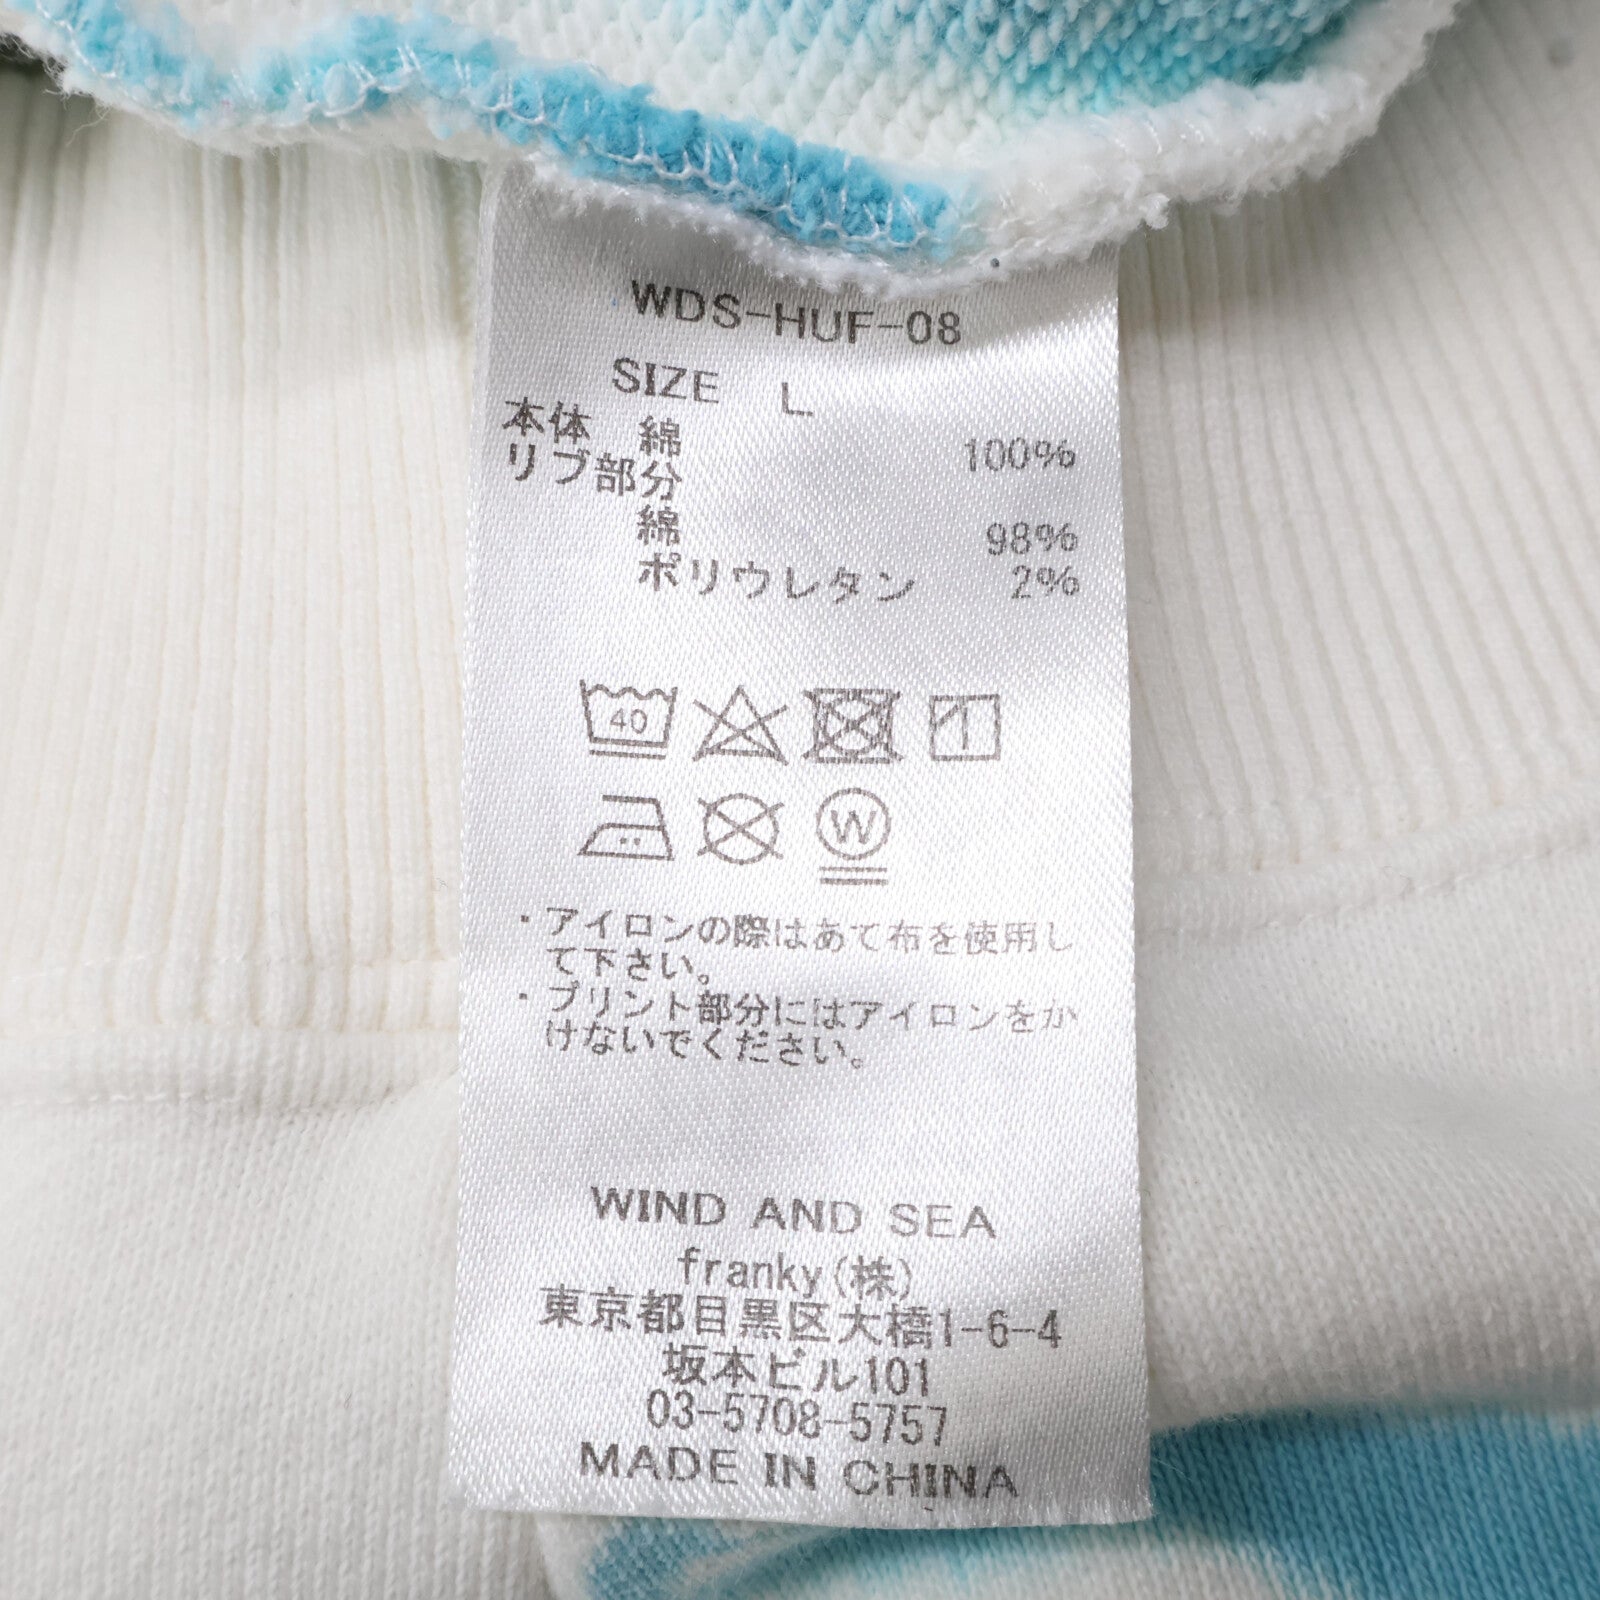 WDS-HUF-08
SIZE L
本体 綿 100%
リブ部分
綿 98%
ポリウレタン 2%
40
W
・アイロンの際はあて布を使用し
て下さい。
・プリント部分にはアイロンをか
けないでください。
WIND AND SEA
franky(株)
東京都目黒区大橋1-6-4
坂本ビル101
03-5708-5757
MADE IN CHINA